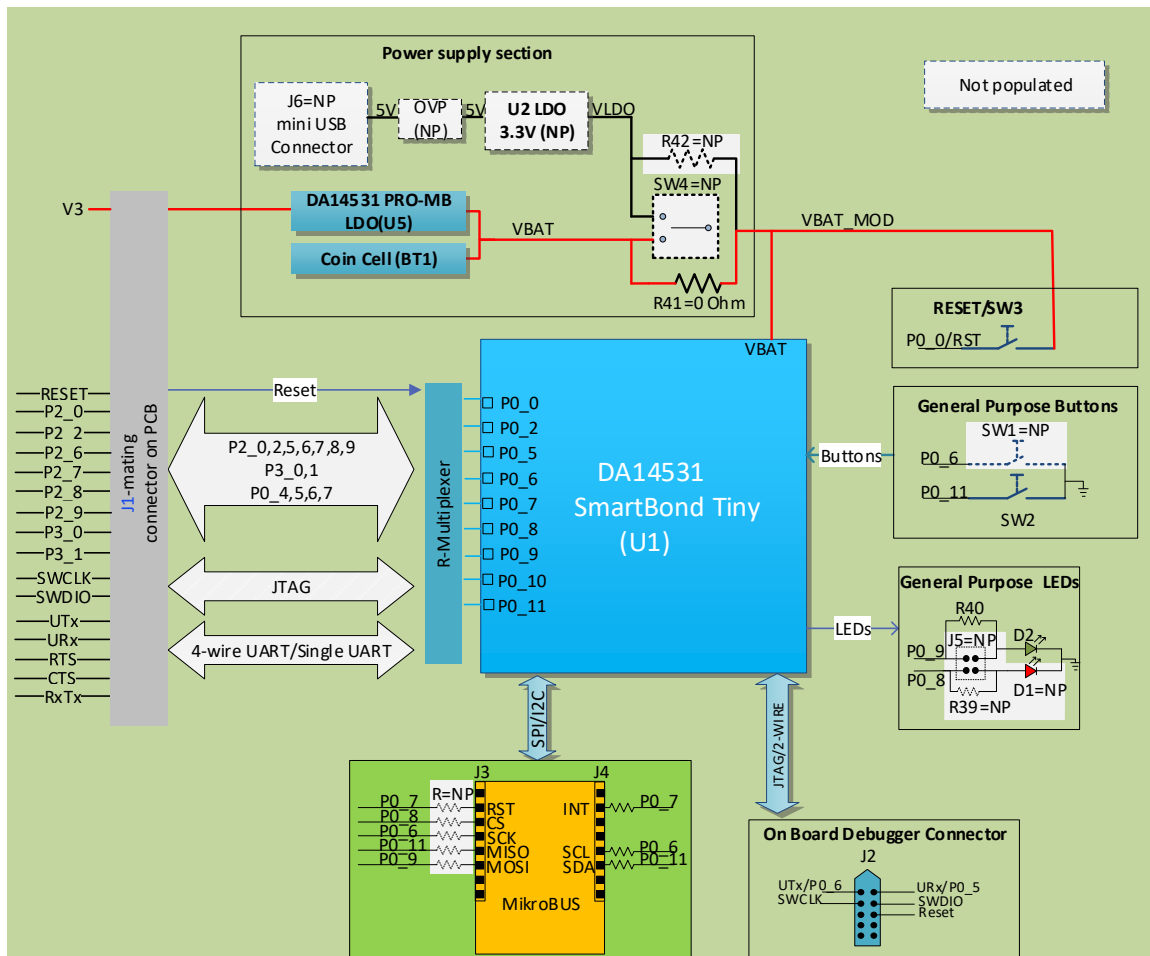 Power supply section
Not populated
J6=NP
mini USB
Connector
5V
OVP
(NP)
5V
U2 LDO
3.3V (NP)
VLDO
R42=NP
SW4=NP
V3
DA14531 PRO-MB
LDO(U5)
Coin Cell (BT1)
VBAT
VBAT_MOD
R41=0 Ohm
VBAT
RESET/SW3
P0_0/RST
J1-mating
connector on PCB
RESET
P2_0
P2_2
P2_6
P2_7
P2_8
P2_9
P3_0
P3_1
SWCLK
SWDIO
UTx
URx
RTS
CTS
RxTx
Reset
P2_0,2,5,6,7,8,9
P3_0,1
P0_4,5,6,7
JTAG
4-wire UART/Single UART
R-Multiplexer
P0_0
P0_2
P0_5
P0_6
P0_7
P0_8
P0_9
P0_10
P0_11
DA14531
SmartBond Tiny
(U1)
Buttons
General Purpose Buttons
SW1=NP
P0_6
P0_11
SW2
LEDs
General Purpose LEDs
R40
J5=NP
D2
P0_9
P0_8
D1=NP
R39=NP
SPI/I2C
JTAG/2-WIRE
J3
J4
R=NP
P0_7
P0_8
P0_6
P0_11
P0_9
RST
CS
SCK
MISO
MOSI
INT
SCL
SDA
P0_7
P0_6
P0_11
MikroBUS
On Board Debugger Connector
J2
UTx/P0_6
URx/P0_5
SWCLK
SWDIO
Reset